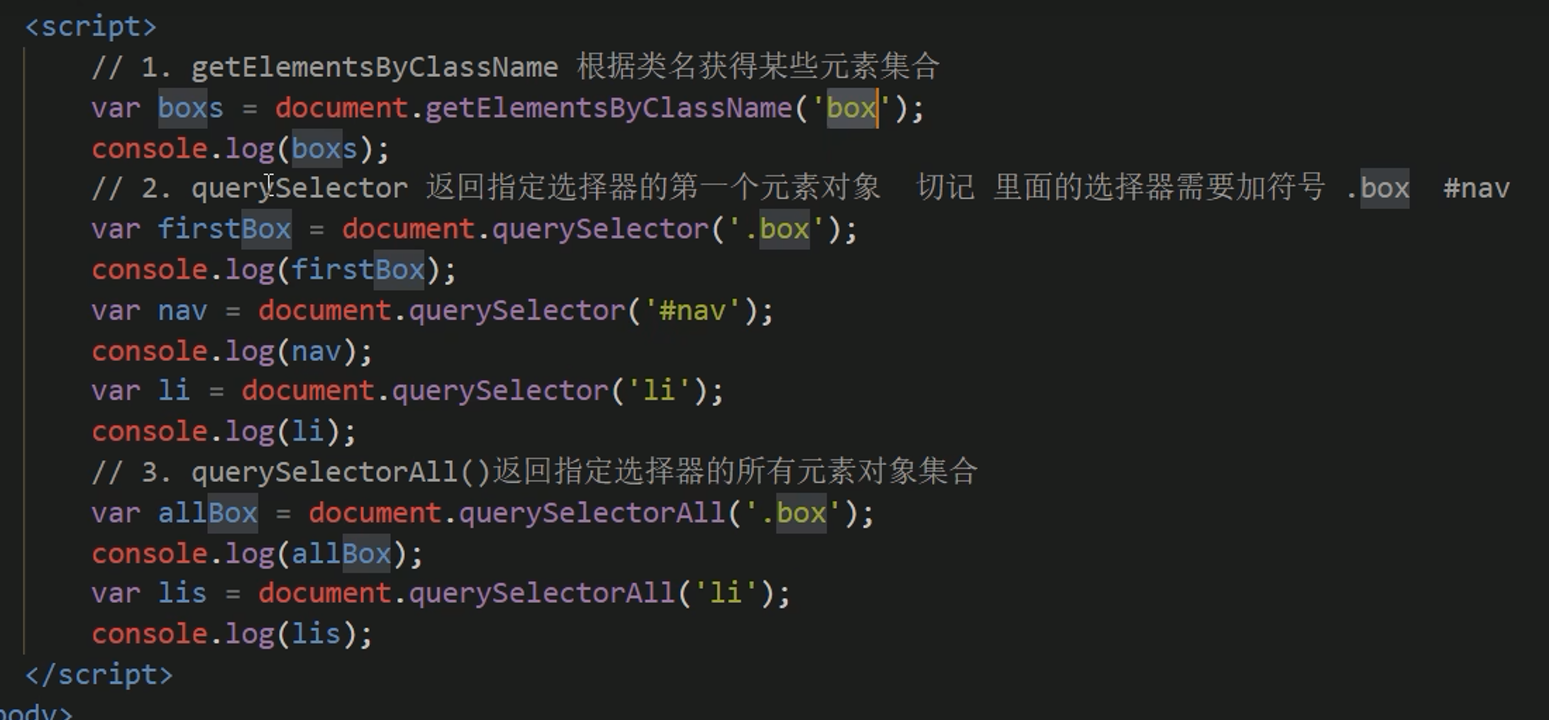 <script>
// 1. getElementsByClassName 根据类名获得某些元素集合
var boxs = document.getElementsByClassName('box');
console.log(boxs);
// 2. querySelector 返回指定选择器的第一个元素对象  切记 里面的选择器需要加符号 .box  #nav
var firstBox = document.querySelector('.box');
console.log(firstBox);
var nav = document.querySelector('#nav');
console.log(nav);
var li = document.querySelector('li');
console.log(li);
// 3. querySelectorAll()返回指定选择器的所有元素对象集合
var allBox = document.querySelectorAll('.box');
console.log(allBox);
var lis = document.querySelectorAll('li');
console.log(lis);
</script>
body>